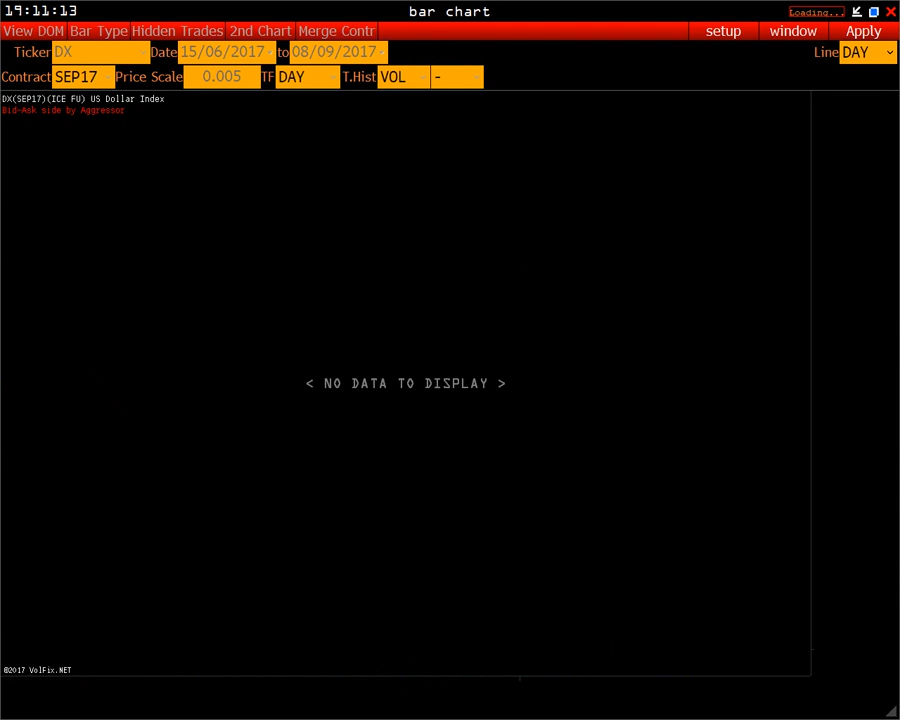 19:11:13 bar chart Loading...
View DOM Bar Type Hidden Trades 2nd Chart Merge Contr setup window Apply
Ticker DX Date 15/06/2017 to 08/09/2017 Line DAY
Contract SEP17 Price Scale 0.005 TF DAY T.Hist VOL -
DX(SEP17)(ICE FU) US Dollar Index
Bid-Ask side by Aggressor
< NO DATA TO DISPLAY >
©2017 VolFix.NET